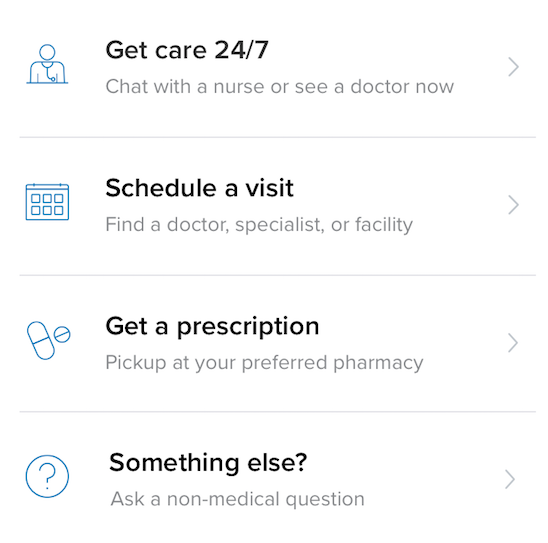 Get care 24/7
Chat with a nurse or see a doctor now
Schedule a visit
Find a doctor, specialist, or facility
Get a prescription
Pickup at your preferred pharmacy
Something else?
Ask a non-medical question